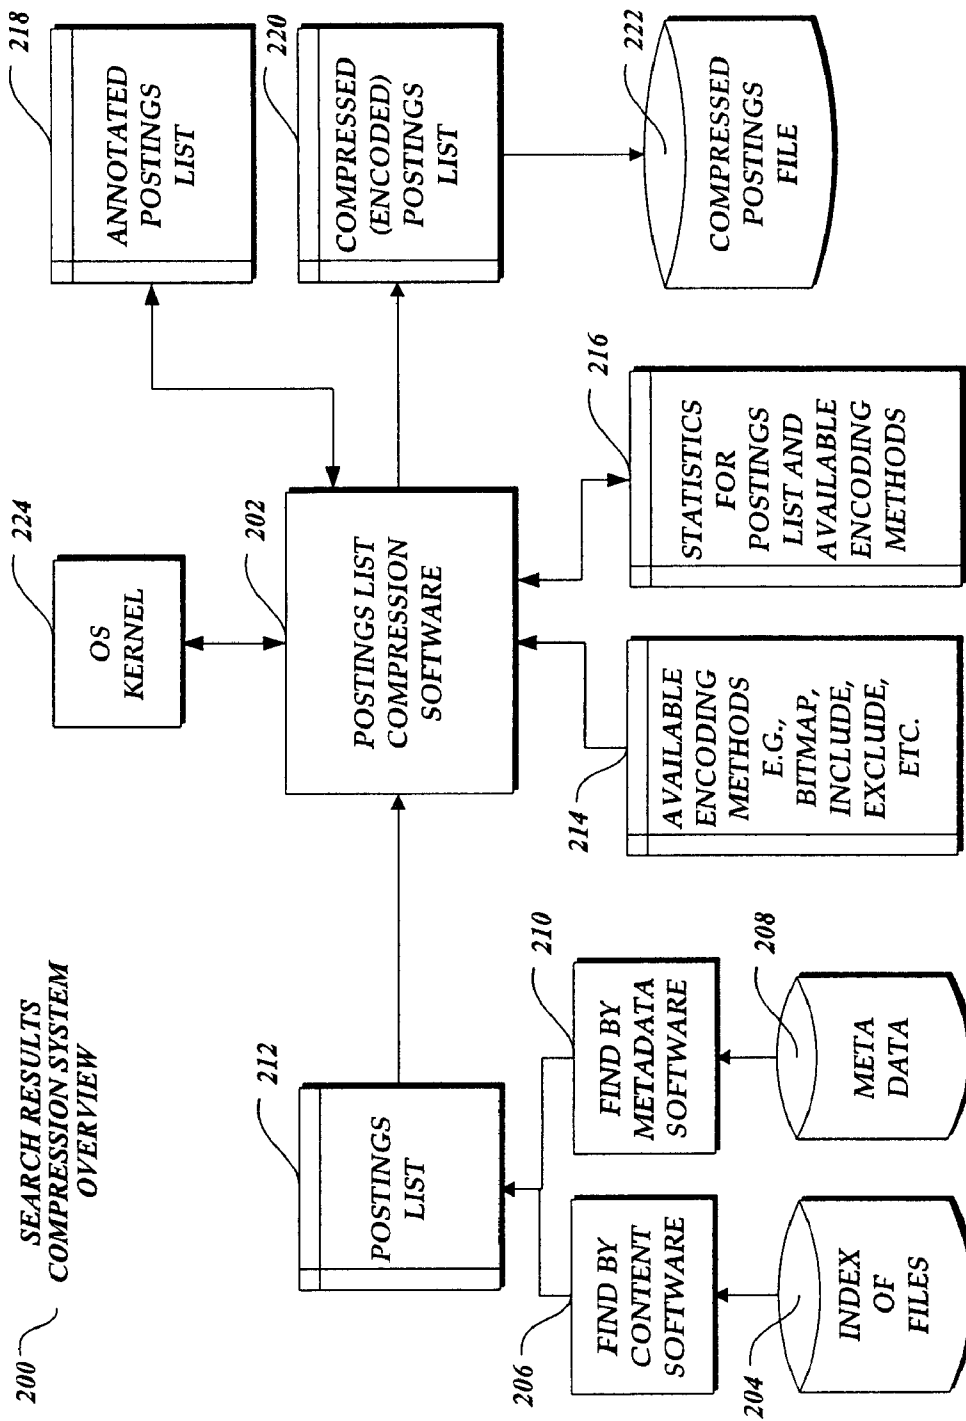 200
SEARCH RESULTS
COMPRESSION SYSTEM
OVERVIEW
212
POSTINGS
LIST
206
FIND BY
CONTENT
SOFTWARE
210
FIND BY
METADATA
SOFTWARE
204
INDEX
OF
FILES
208
META
DATA
224
OS
KERNEL
202
POSTINGS LIST
COMPRESSION
SOFTWARE
214
AVAILABLE
ENCODING
METHODS
E.G.,
BITMAP,
INCLUDE,
EXCLUDE,
ETC.
216
STATISTICS
FOR
POSTINGS
LIST AND
AVAILABLE
ENCODING
METHODS
218
ANNOTATED
POSTINGS
LIST
220
COMPRESSED
(ENCODED)
POSTINGS
LIST
222
COMPRESSED
POSTINGS
FILE